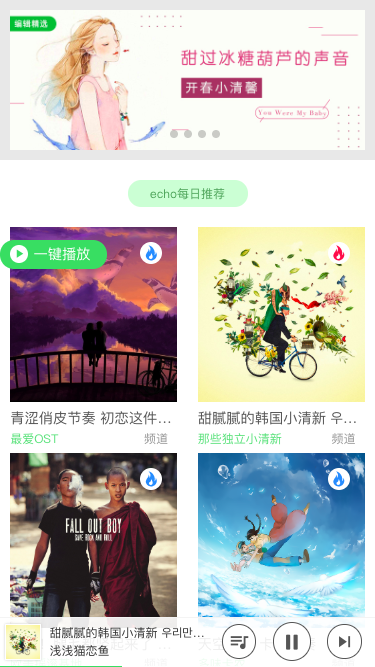 编辑精选
甜过冰糖葫芦的声音
开春小清馨
You Were My Baby
echo每日推荐
一键播放
青涩俏皮节奏 初恋这件…
甜腻腻的韩国小清新 우…
最爱OST
频道
那些独立小清新
频道
FALL OUT BOY
SAVE ROCK AND ROLL
甜腻腻的韩国小清新 우리만…
浅浅猫恋鱼